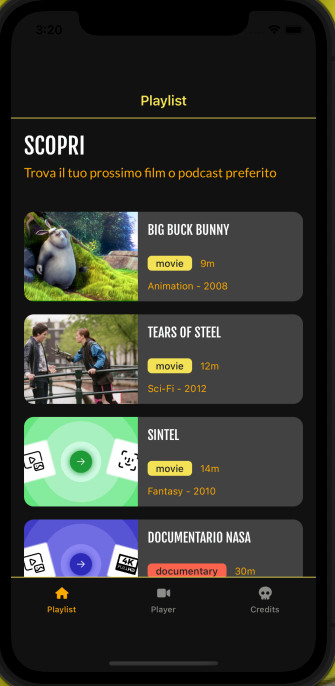 3:20
Playlist
SCOPRI
Trova il tuo prossimo film o podcast preferito
BIG BUCK BUNNY
movie 9m
Animation - 2008
TEARS OF STEEL
movie 12m
Sci-Fi - 2012
SINTEL
movie 14m
Fantasy - 2010
DOCUMENTARIO NASA
4K
documentary 30m
Playlist Player Credits